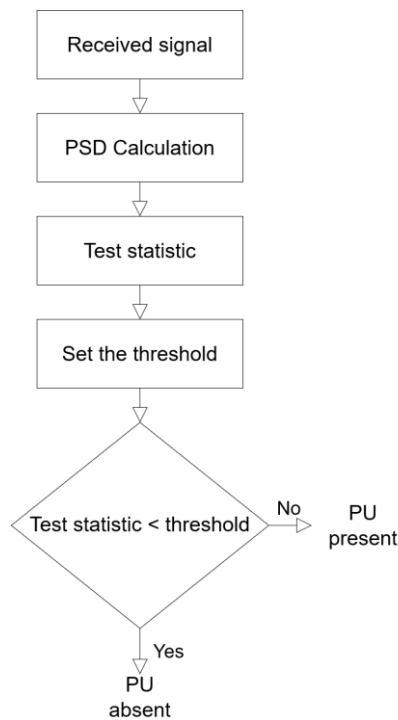 Received signal
PSD Calculation
Test statistic
Set the threshold
Test statistic < threshold
No
PU
present
Yes
PU
absent